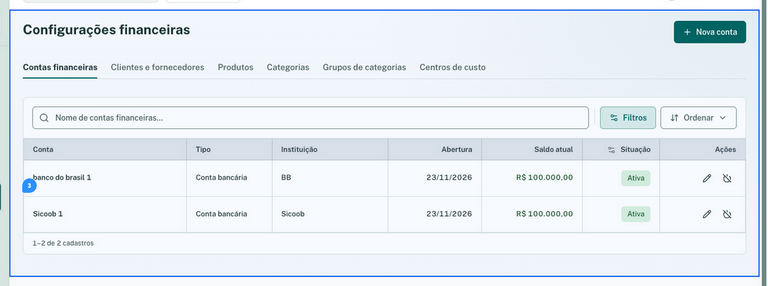 Configurações financeiras
+ Nova conta
Contas financeiras Clientes e fornecedores Produtos Categorias Grupos de categorias Centros de custo
Nome de contas financeiras...
Filtros
Ordenar
Conta Tipo Instituição Abertura Saldo atual Situação Ações
banco do brasil 1 Conta bancária BB 23/11/2026 R$ 100.000,00 Ativa
3
Sicoob 1 Conta bancária Sicoob 23/11/2026 R$ 100.000,00 Ativa
1–2 de 2 cadastros